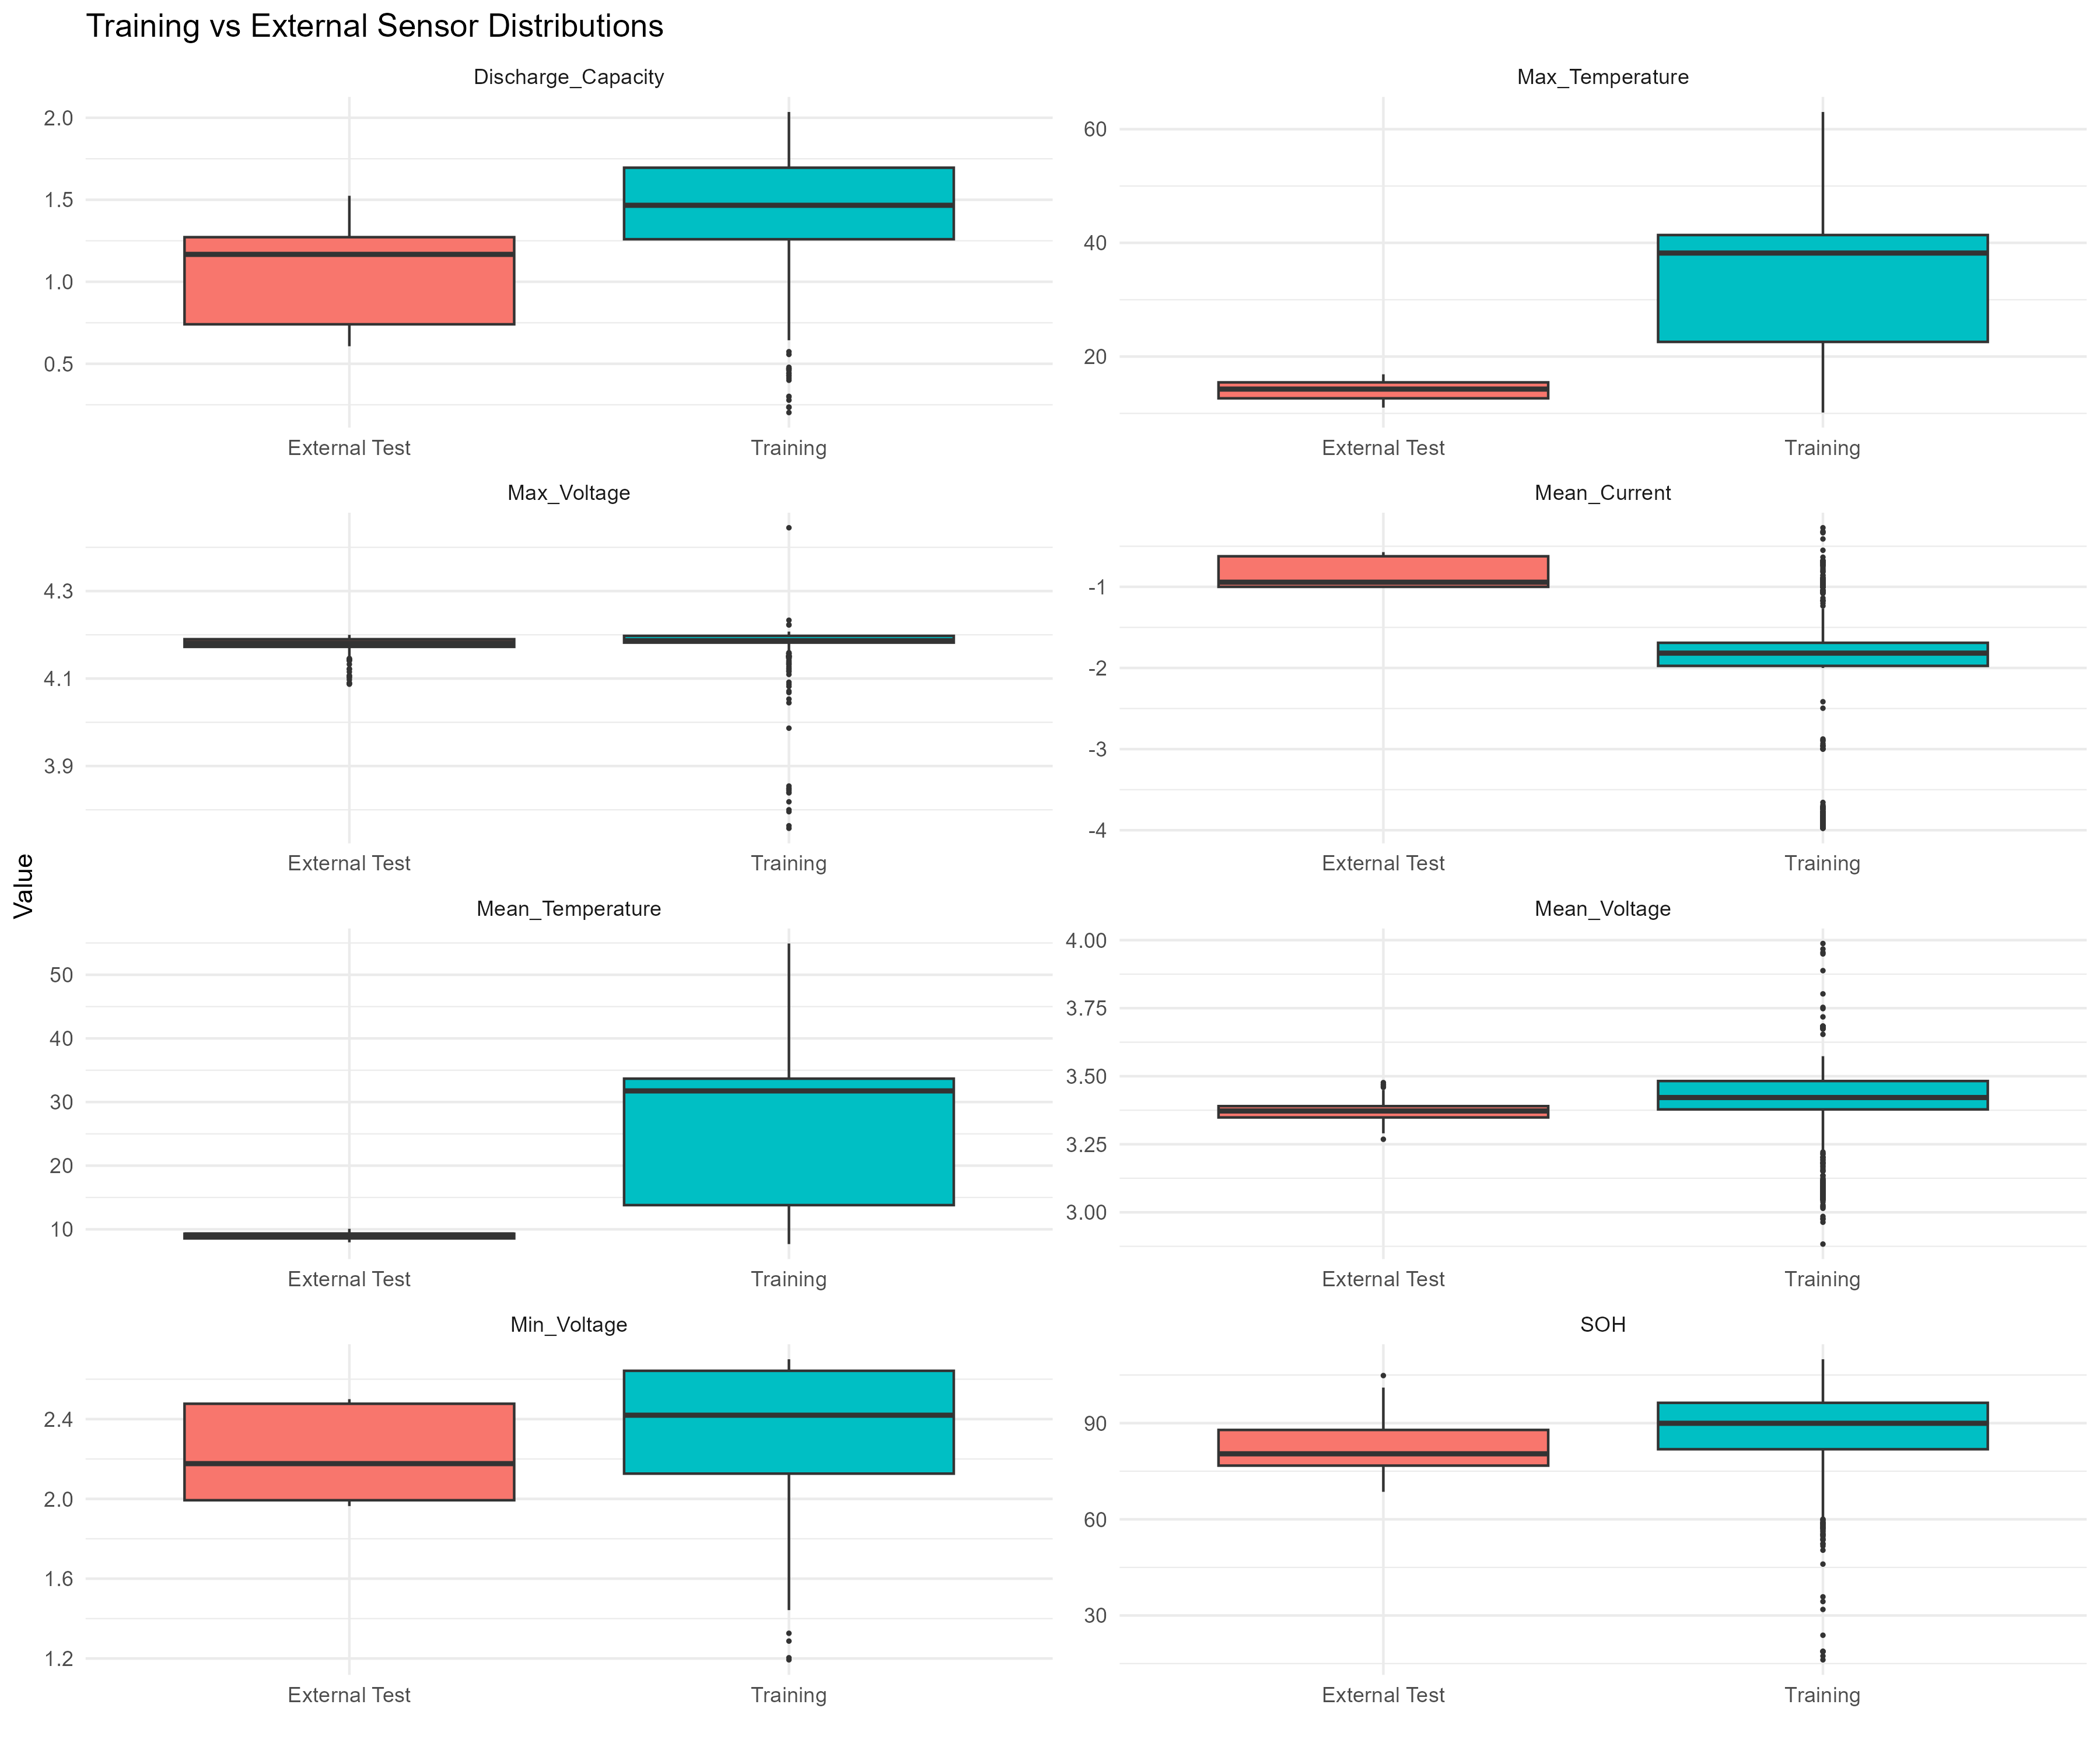 Training vs External Sensor Distributions
Discharge_Capacity
2.0
1.5
1.0
0.5
External Test Training
Max_Temperature
60
40
20
External Test Training
Max_Voltage
4.3
4.1
3.9
External Test Training
Mean_Current
-1
-2
-3
-4
External Test Training
Value
Mean_Temperature
50
40
30
20
10
External Test Training
Mean_Voltage
4.00
3.75
3.50
3.25
3.00
External Test Training
Min_Voltage
2.4
2.0
1.6
1.2
External Test Training
SOH
90
60
30
External Test Training